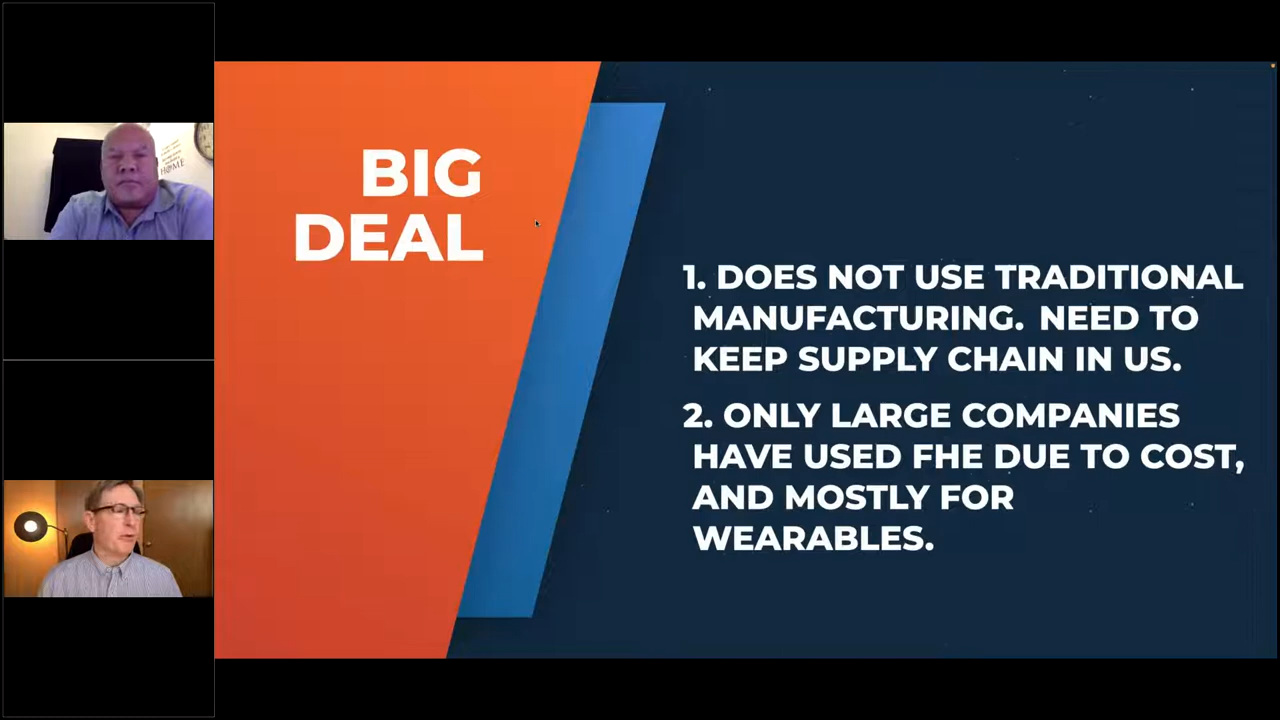 HOME
BIG
DEAL
1. DOES NOT USE TRADITIONAL
MANUFACTURING. NEED TO
KEEP SUPPLY CHAIN IN US.
2. ONLY LARGE COMPANIES
HAVE USED FHE DUE TO COST,
AND MOSTLY FOR
WEARABLES.